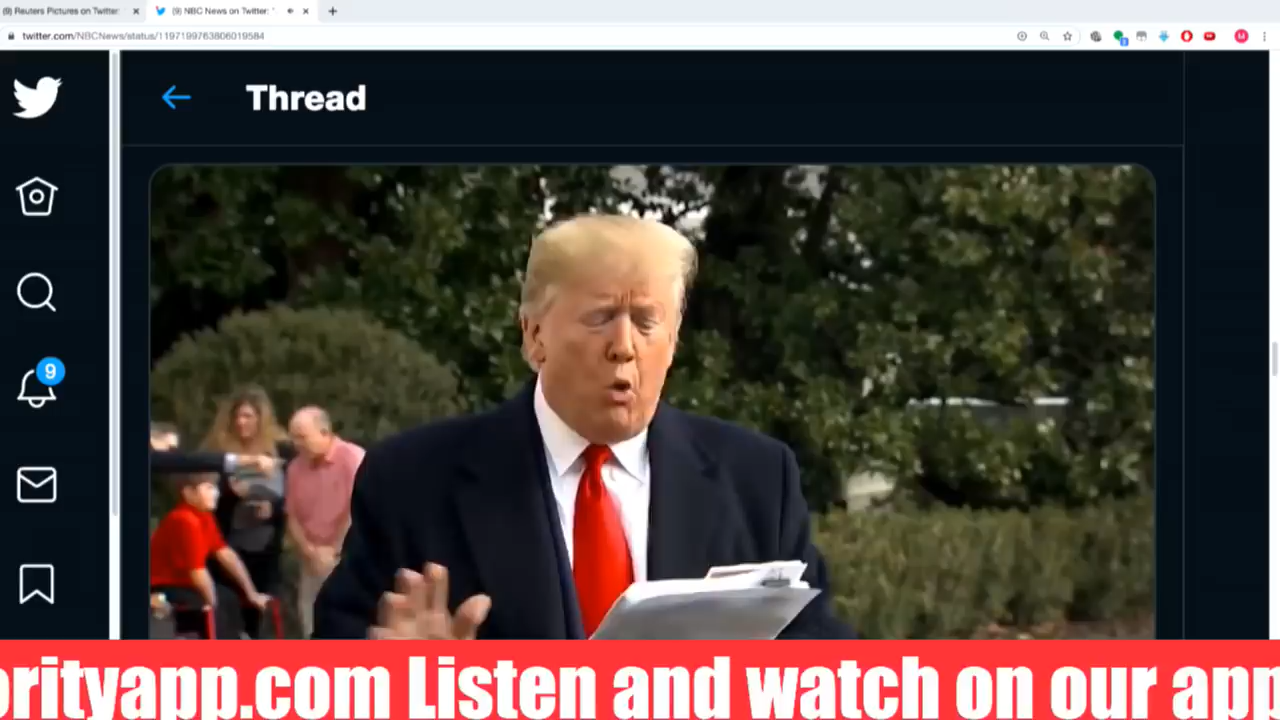 (9) Reuters Pictures on Twitter:
(9) NBC News on Twitter: "
twitter.com/NBCNews/status/1197199763806019584
Thread
9
orityapp.com Listen and watch on our app